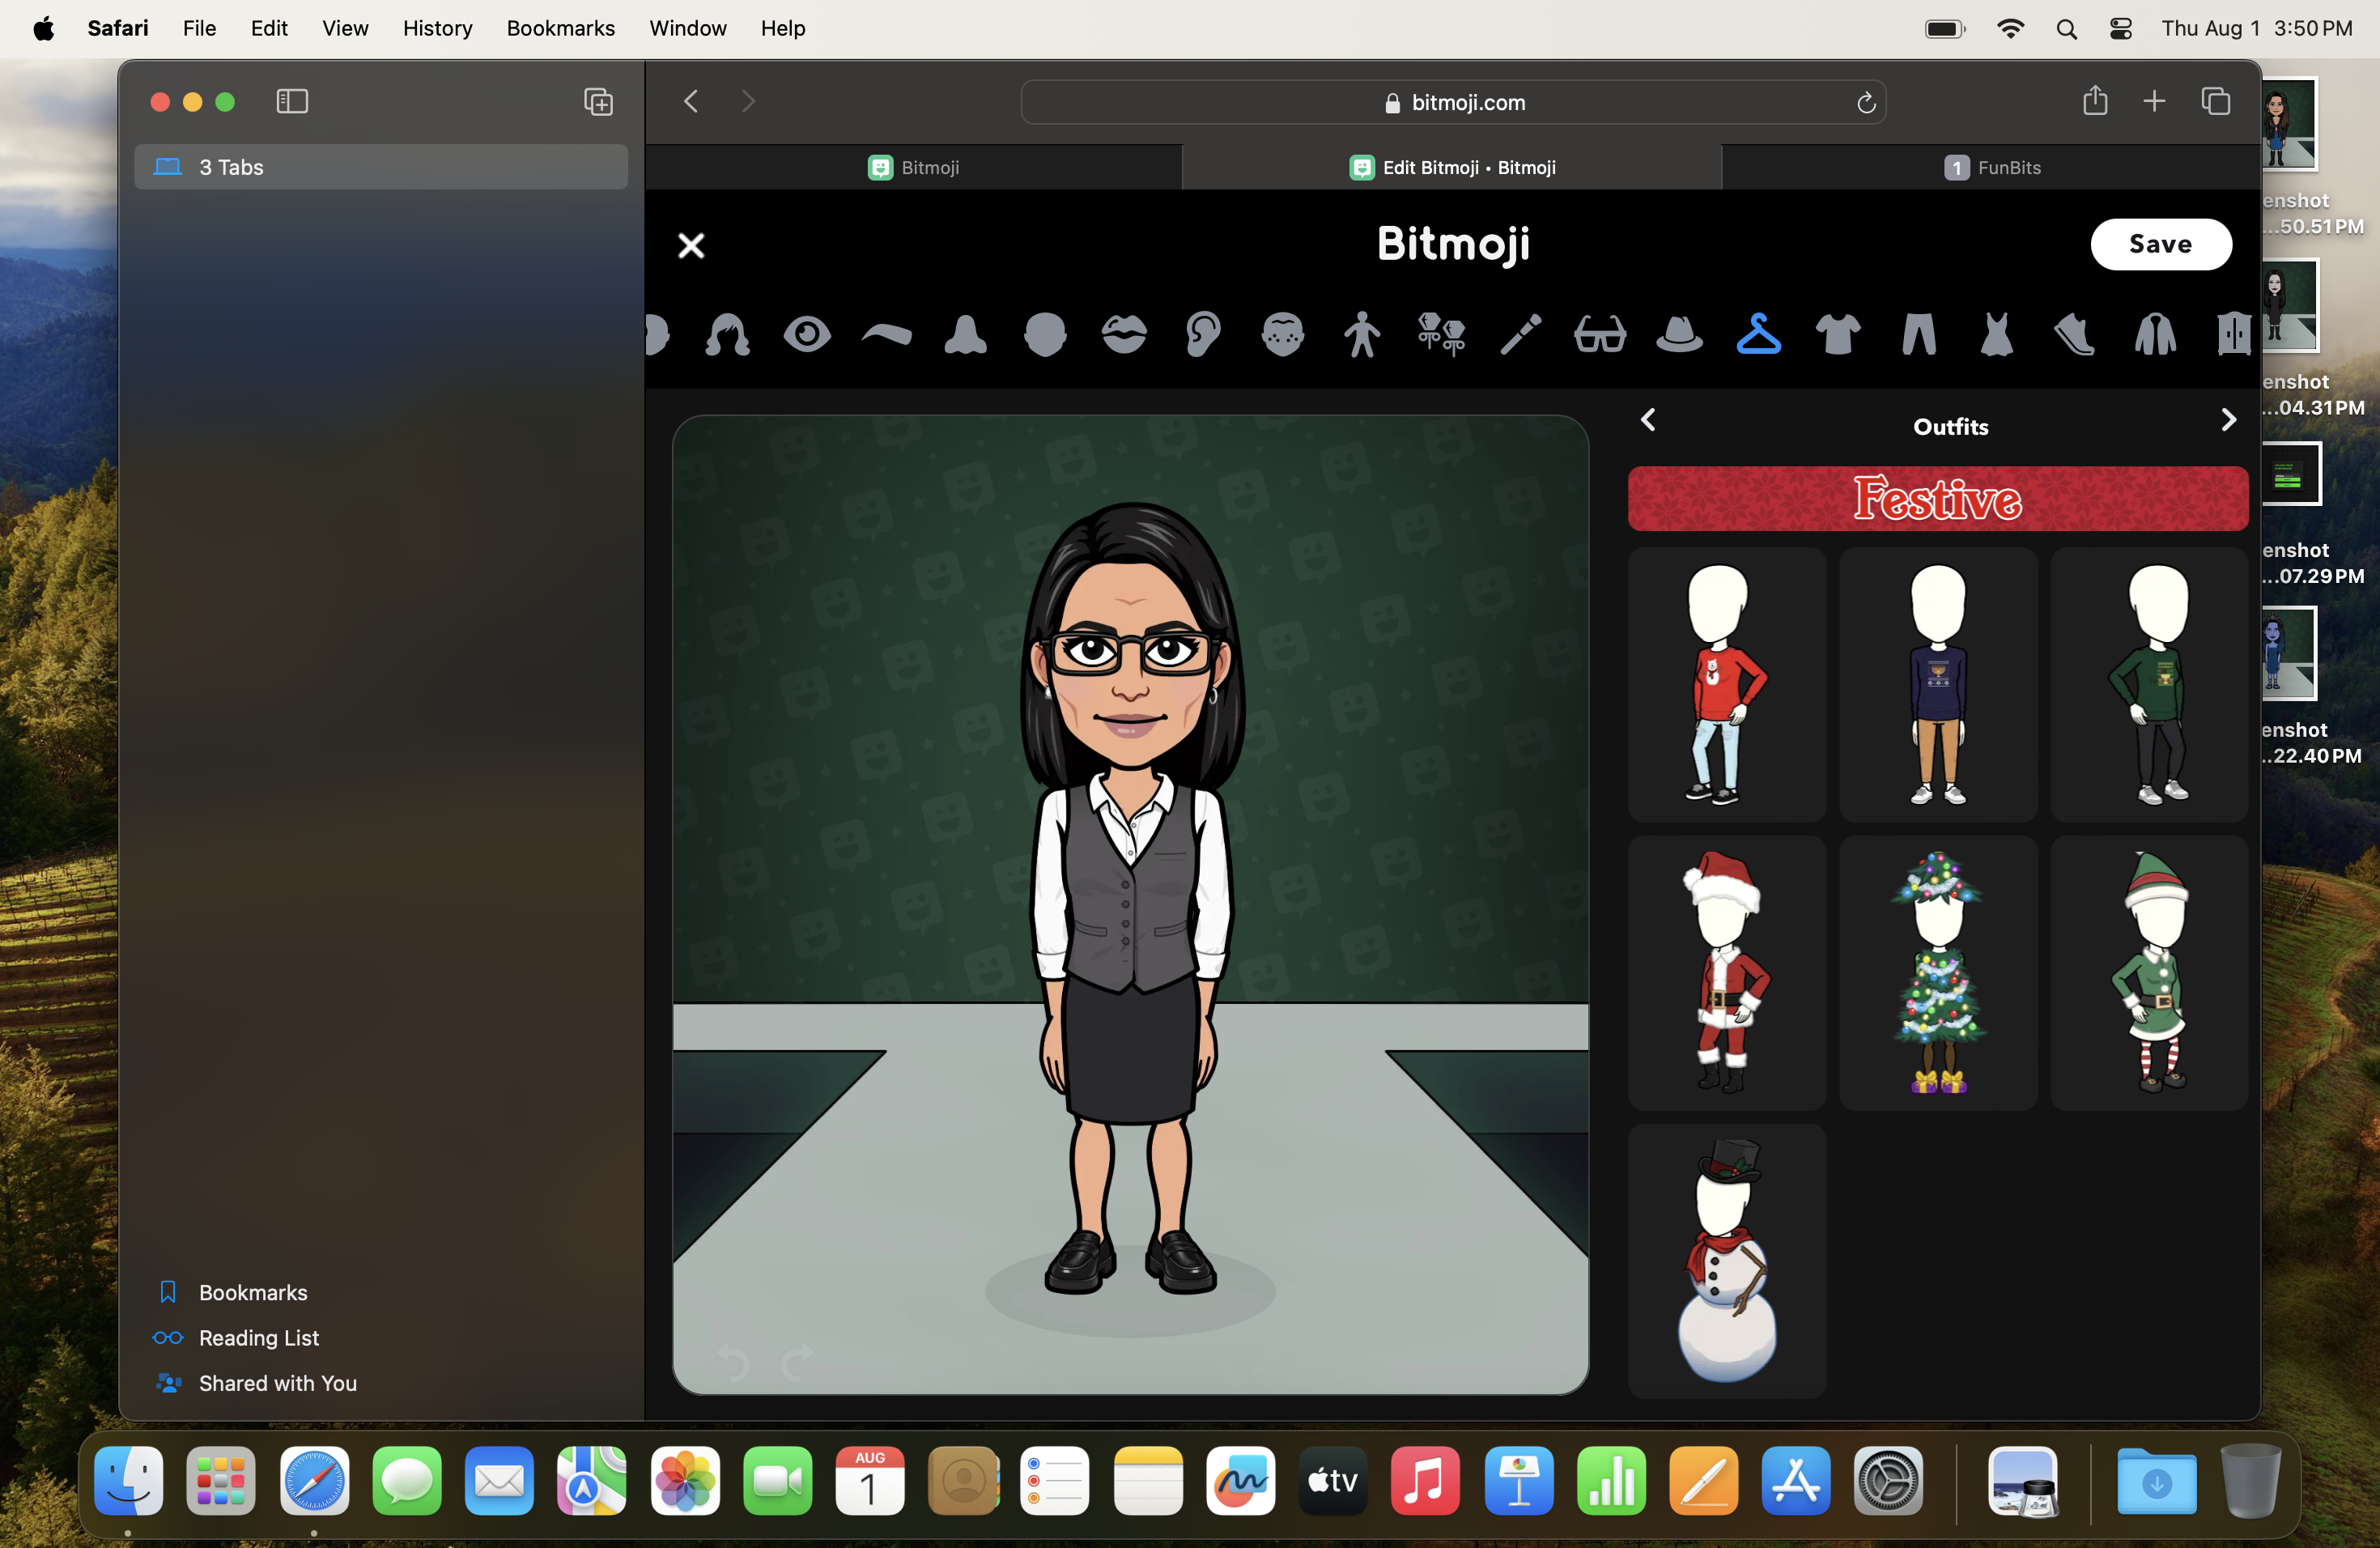 Safari File Edit View History Bookmarks Window Help Thu Aug 1 3:50 PM
3 Tabs
bitmoji.com
Bitmoji
Edit Bitmoji • Bitmoji
1 FunBits
Bitmoji
Save
Outfits
Festive
enshot
...50.51 PM
enshot
...04.31 PM
enshot
...07.29 PM
enshot
..22.40 PM
Bookmarks
Reading List
Shared with You
AUG
1
tv